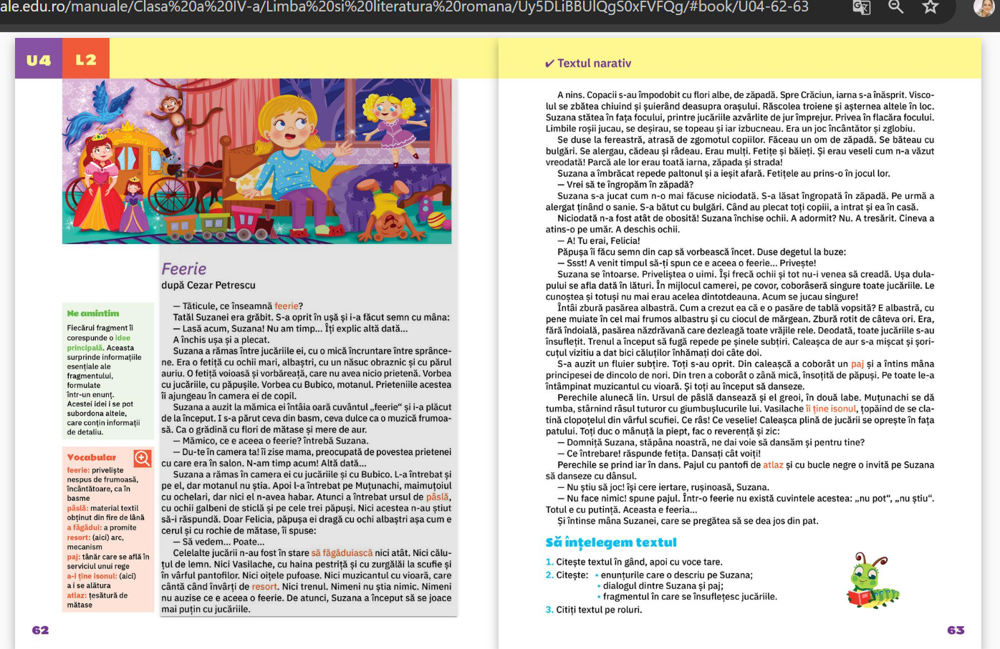 ale.edu.ro/manuale/Clasa%20a%20IV-a/Limba%20si%20literatura%20romana/Uy5DLiBBUlQgS0xFVFQg/#book/U04-62-63
U4 L2
Feerie
după Cezar Petrescu
— Tăticule, ce înseamnă feerie?
Tatăl Suzanei era grăbit. S-a oprit în ușă și i-a făcut semn cu mâna:
— Lasă acum, Suzana! Nu am timp... Îți explic altă dată...
A închis ușa și a plecat.
Suzana a rămas între jucăriile ei, cu o mică încruntare între sprânce-
ne. Era o fetiță cu ochii mari, albaștri, cu un năsuc obraznic și cu părul
auriu. O fetiță voioasă și vorbăreață, care nu avea nicio prietenă. Vorbea
cu jucăriile, cu păpușile. Vorbea cu Bubico, motanul. Prieteniile acestea
îi ajungeau în camera ei de copil.
Suzana a auzit la mămica ei întâia oară cuvântul „feerie“ și i-a plăcut
de la început. I s-a părut ceva din basm, ceva dulce ca o muzică frumoa-
să. Ca o grădină cu flori de mătase și mere de aur.
— Mămico, ce e aceea o feerie? întrebă Suzana.
— Du-te în camera ta! îi zise mama, preocupată de povestea prietenei
cu care era în salon. N-am timp acum! Altă dată...
Suzana a rămas în camera ei cu jucăriile și cu Bubico. L-a întrebat și
pe el, dar motanul nu știa. Apoi l-a întrebat pe Muțunachi, maimuțoiul
cu ochelari, dar nici el n-avea habar. Atunci a întrebat ursul de pâslă,
cu ochii galbeni de sticlă și pe cele trei păpuși. Nici acestea n-au știut
să-i răspundă. Doar Felicia, păpușa ei dragă cu ochi albaștri așa cum e
cerul și cu rochie de mătase, îi spuse:
— Să vedem... Poate...
Celelalte jucării n-au fost în stare să făgăduiască nici atât. Nici călu-
țul de lemn. Nici Vasilache, cu haina pestriță și cu zurgălăi la scufie și
în vârful pantofilor. Nici oițele pufoase. Nici muzicantul cu vioară, care
cântă când învârți de resort. Nici trenul. Nimeni nu știa nimic. Nimeni
nu auzise ce e aceea o feerie. De atunci, Suzana a început să se joace
mai puțin cu jucăriile.
Ne amintim
Fiecărui fragment îi
corespunde o idee
principală. Aceasta
surprinde informațiile
esențiale ale
fragmentului,
formulate
într-un enunț.
Acestei idei i se pot
subordona altele,
care conțin informații
de detaliu.
Vocabular
feerie: priveliște
nespus de frumoasă,
încântătoare, ca în
basme
pâslă: material textil
obținut din fire de lână
a făgădui: a promite
resort: (aici) arc,
mecanism
paj: tânăr care se află în
serviciul unui rege
a-i ține isonul: (aici)
a i se alătura
atlaz: țesătură de
mătase
62
✔ Textul narativ
A nins. Copacii s-au împodobit cu flori albe, de zăpadă. Spre Crăciun, iarna s-a înăsprit. Visco-
lul se zbătea chiuind și șuierând deasupra orașului. Răscolea troiene și așternea altele în loc.
Suzana stătea în fața focului, printre jucăriile azvârlite de jur împrejur. Privea în flacăra focului.
Limbile roșii jucau, se deșirau, se topeau și iar izbucneau. Era un joc încântător și zglobiu.
Se duse la fereastră, atrasă de zgomotul copiilor. Făceau un om de zăpadă. Se băteau cu
bulgări. Se alergau, cădeau și râdeau. Erau mulți. Fetițe și băieți. Și erau veseli cum n-a văzut
vreodată! Parcă ale lor erau toată iarna, zăpada și strada!
Suzana a îmbrăcat repede paltonul și a ieșit afară. Fetițele au prins-o în jocul lor.
— Vrei să te îngropăm în zăpadă?
Suzana s-a jucat cum n-o mai făcuse niciodată. S-a lăsat îngropată în zăpadă. Pe urmă a
alergat ținând o sanie. S-a bătut cu bulgări. Când au plecat toți copiii, a intrat și ea în casă.
Niciodată n-a fost atât de obosită! Suzana închise ochii. A adormit? Nu. A tresărit. Cineva a
atins-o pe umăr. A deschis ochii.
— A! Tu erai, Felicia!
Păpușa îi făcu semn din cap să vorbească încet. Duse degetul la buze:
— Ssst! A venit timpul să-ți spun ce e aceea o feerie... Privește!
Suzana se întoarse. Priveliștea o uimi. Își frecă ochii și tot nu-i venea să creadă. Ușa dula-
pului se afla dată în lături. În mijlocul camerei, pe covor, coborâseră singure toate jucăriile. Le
cunoștea și totuși nu mai erau acelea dintotdeauna. Acum se jucau singure!
Întâi zbură pasărea albastră. Cum a crezut ea că e o pasăre de tablă vopsită? E albastră, cu
pene muiate în cel mai frumos albastru și cu ciocul de mărgean. Zbură rotit de câteva ori. Era,
fără îndoială, pasărea năzdrăvană care dezleagă toate vrăjile rele. Deodată, toate jucăriile s-au
însuflețit. Trenul a început să fugă repede pe șinele subțiri. Caleașca de aur s-a mișcat și șori-
cuțul vizitiu a dat bici căluților înhămați doi câte doi.
S-a auzit un fluier subțire. Toți s-au oprit. Din caleașcă a coborât un paj și a întins mâna
principesei de dincolo de nori. Din tren a coborât o zână mică, însoțită de păpuși. Pe toate le-a
întâmpinat muzicantul cu vioară. Și toți au început să danseze.
Perechile alunecă lin. Ursul de pâslă dansează și el greoi, în două labe. Muțunachi se dă
tumba, stârnind râsul tuturor cu giumbușlucurile lui. Vasilache îi ține isonul, țopăind de se cla-
tină clopoțelul din vârful scufiei. Ce râs! Ce veselie! Caleașca plină de jucării se oprește în fața
patului. Toți duc o mânuță la piept, fac o reverență și zic:
— Domniță Suzana, stăpâna noastră, ne dai voie să dansăm și pentru tine?
— Ce întrebare! răspunde fetița. Dansați cât voiți!
Perechile se prind iar în dans. Pajul cu pantofi de atlaz și cu bucle negre o invită pe Suzana
să danseze cu dânsul.
— Nu știu să joc! își cere iertare, rușinoasă, Suzana.
— Nu face nimic! spune pajul. Într-o feerie nu există cuvintele acestea: „nu pot“, „nu știu“.
Totul e cu putință. Aceasta e feeria...
Și întinse mâna Suzanei, care se pregătea să se dea jos din pat.
Să înțelegem textul
1. Citește textul în gând, apoi cu voce tare.
2. Citește: • enunțurile care o descriu pe Suzana;
• dialogul dintre Suzana și paj;
• fragmentul în care se însuflețesc jucăriile.
3. Citiți textul pe roluri.
63